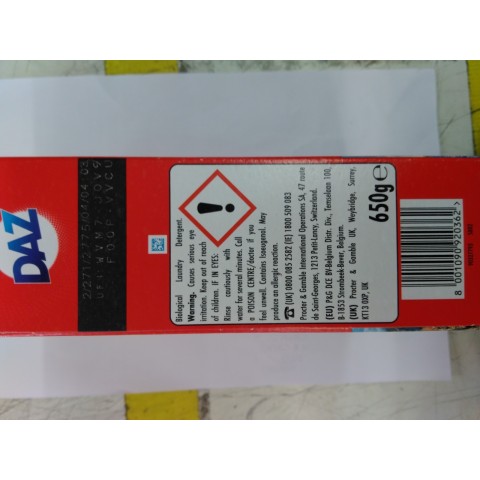 DAZ
Biological Laundry Detergent.
Warning. Causes serious eye
irritation. Keep out of reach
of children. IF IN EYES:
Rinse cautiously with
water for several minutes. Call
a POISON CENTRE/doctor if you
feel unwell. Contains Isoeugenol. May
produce an allergic reaction.
(UK) 0800 085 2582 (IE) 1800 509 083
Procter & Gamble International Operations SA, 47 route
de Saint-Georges, 1213 Petit-Lancy, Switzerland.
(EU) P&G DCE BV-Belgium Distr. Div., Temselaan 100,
B-1853 Strombeek-Bever, Belgium.
(UK) Procter & Gamble UK, Weybridge, Surrey,
KT13 0XP, UK
650g e
8 001090 920362 >